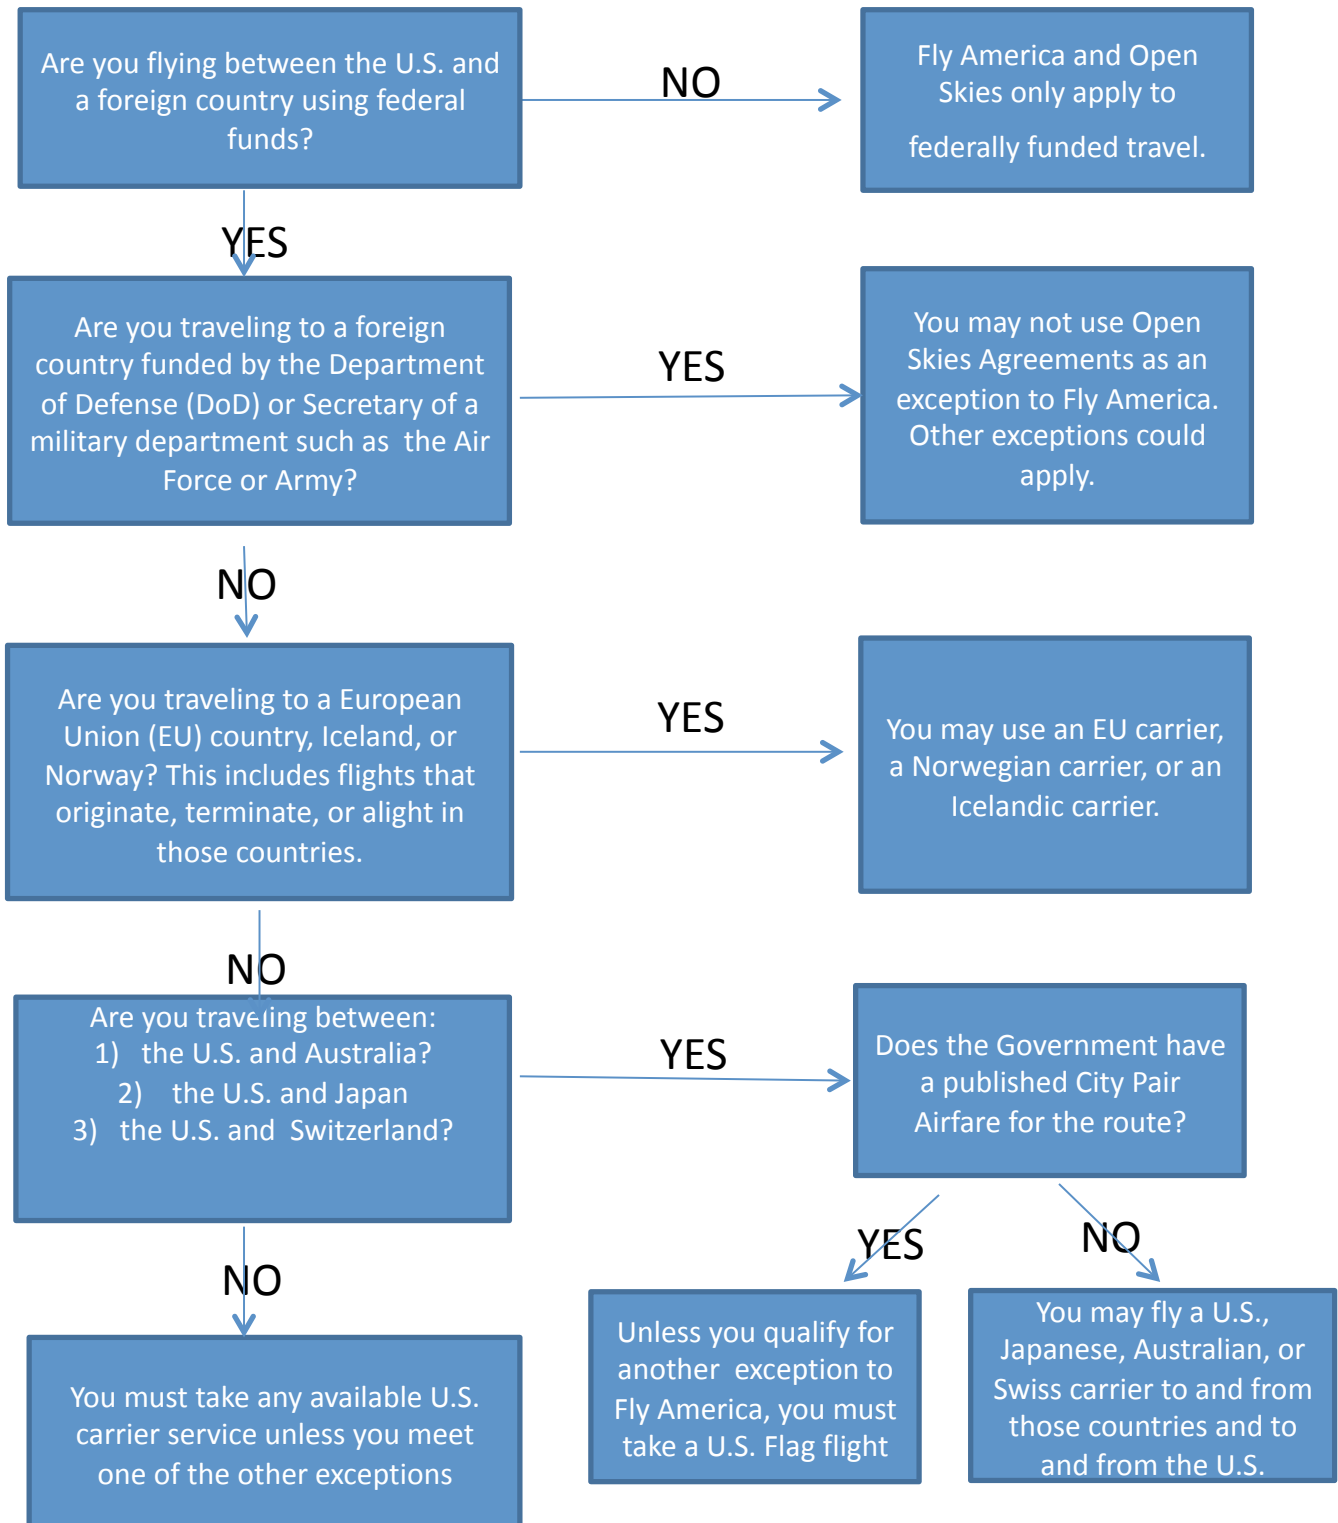 Are you flying between the U.S. and
a foreign country using federal
funds?
NO
Fly America and Open
Skies only apply to
federally funded travel.
YES
Are you traveling to a foreign
country funded by the Department
of Defense (DoD) or Secretary of a
military department such as the Air
Force or Army?
YES
You may not use Open
Skies Agreements as an
exception to Fly America.
Other exceptions could
apply.
NO
Are you traveling to a European
Union (EU) country, Iceland, or
Norway? This includes flights that
originate, terminate, or alight in
those countries.
YES
You may use an EU carrier,
a Norwegian carrier, or an
Icelandic carrier.
NO
Are you traveling between:
1) the U.S. and Australia?
2) the U.S. and Japan
3) the U.S. and Switzerland?
YES
Does the Government have
a published City Pair
Airfare for the route?
YES
NO
NO
Unless you qualify for
another exception to
Fly America, you must
take a U.S. Flag flight
You may fly a U.S.,
Japanese, Australian, or
Swiss carrier to and from
those countries and to
and from the U.S.
You must take any available U.S.
carrier service unless you meet
one of the other exceptions